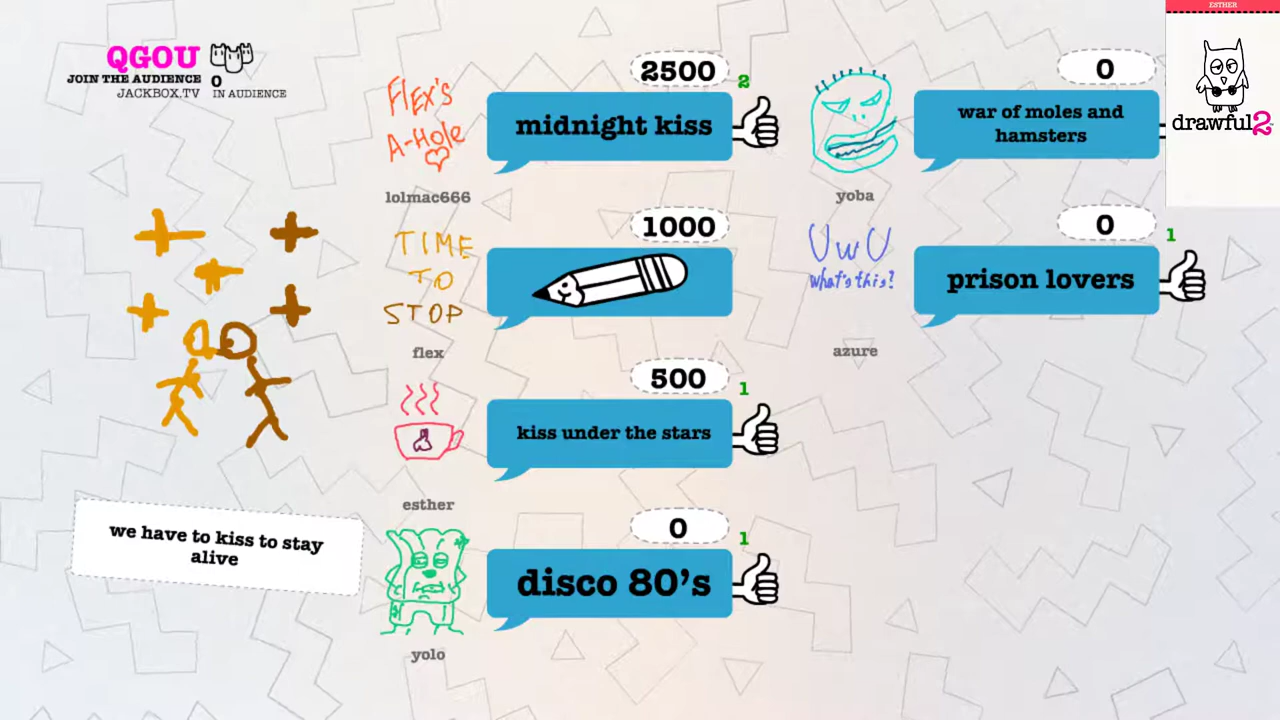 ESTHER
QGOU
JOIN THE AUDIENCE
JACKBOX.TV
0
IN AUDIENCE
drawful2
we have to kiss to stay
alive
FLEX'S
A-HOLE
2500
2
midnight kiss
lolmac666
TIME
TO
STOP
1000
flex
500
1
kiss under the stars
esther
0
1
disco 80's
yolo
0
war of moles and
hamsters
yoba
UwU
what's this?
0
1
prison lovers
azure